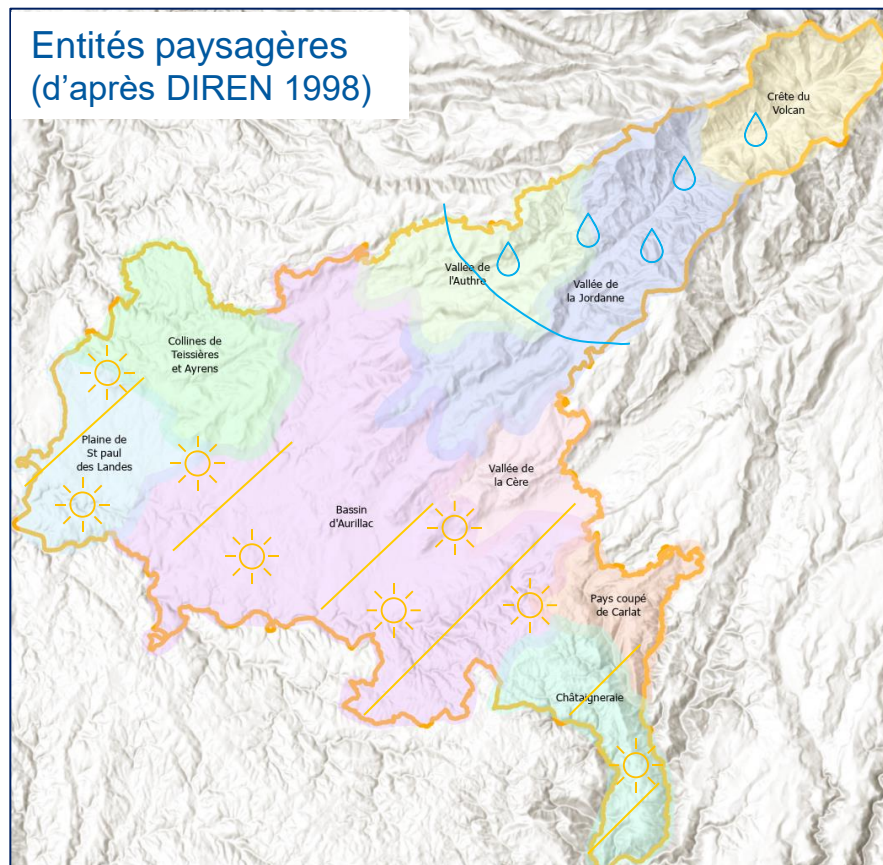 Entités paysagères
(d’après DIREN 1998)
Crête du
Volcan
Vallée de
l'Authre
Vallée de
la Jordanne
Collines de
Teissières
et Ayrens
Plaine de
St paul
des Landes
Vallée de
la Cère
Bassin
d'Aurillac
Pays coupé
de Carlat
Châtaigneraie